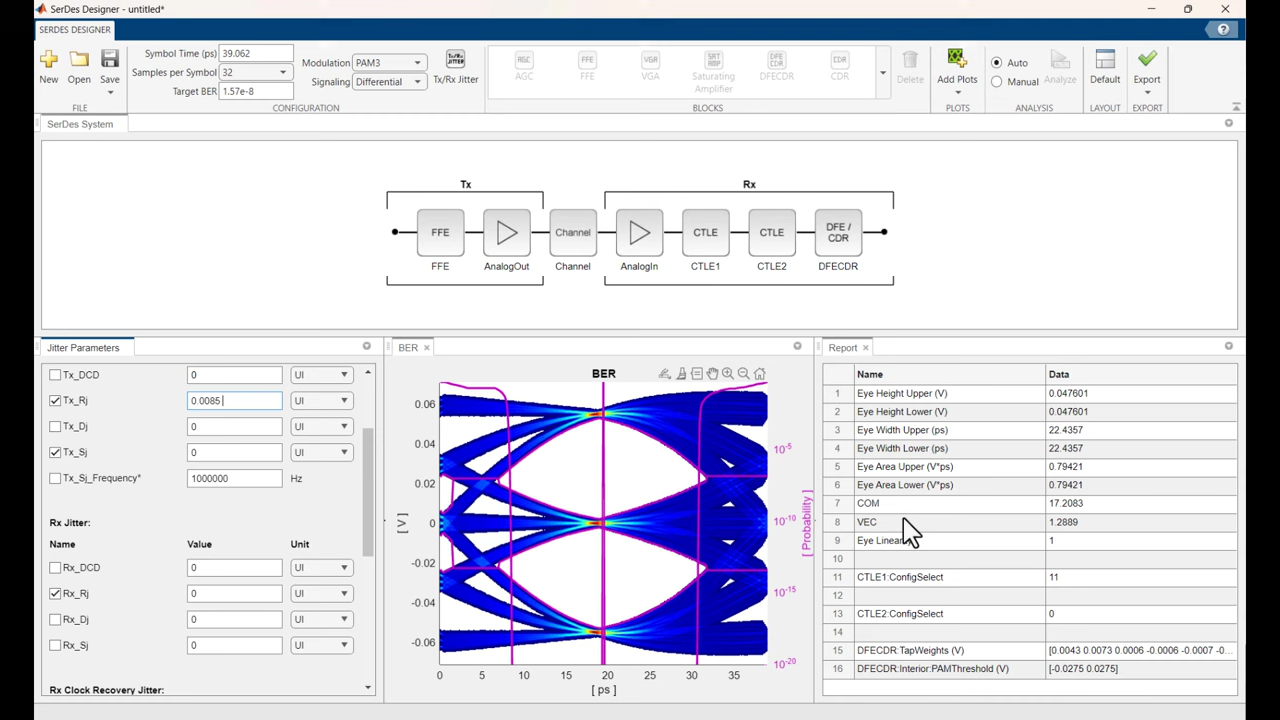 SerDes Designer - untitled*
SERDES DESIGNER
New
Open
Save
FILE
Symbol Time (ps) 39.062
Samples per Symbol 32
Target BER 1.57e-8
Modulation PAM3
Signaling Differential
Tx/Rx Jitter
CONFIGURATION
AGC FFE VGA SAT AMP DFE CDR CDR
AGC FFE VGA Saturating Amplifier DFECDR CDR
BLOCKS
Delete
Add Plots
PLOTS
Auto
Manual
Analyze
ANALYSIS
Default
LAYOUT
Export
EXPORT
SerDes System
Tx Rx
FFE Channel CTLE CTLE DFE / CDR
FFE AnalogOut Channel AnalogIn CTLE1 CTLE2 DFECDR
Jitter Parameters
Tx_DCD 0 UI
Tx_Rj 0.0085 UI
Tx_Dj 0 UI
Tx_Sj 0 UI
Tx_Sj_Frequency* 1000000 Hz
Rx Jitter:
Name Value Unit
Rx_DCD 0 UI
Rx_Rj 0 UI
Rx_Dj 0 UI
Rx_Sj 0 UI
Rx Clock Recovery Jitter:
BER
BER
0.06
0.04
0.02
0
-0.02
-0.04
-0.06
[ V ]
10-5
10-10
10-15
10-20
[ Probability ]
0 5 10 15 20 25 30 35
[ ps ]
Report
Name Data
1 Eye Height Upper (V) 0.047601
2 Eye Height Lower (V) 0.047601
3 Eye Width Upper (ps) 22.4357
4 Eye Width Lower (ps) 22.4357
5 Eye Area Upper (V*ps) 0.79421
6 Eye Area Lower (V*ps) 0.79421
7 COM 17.2083
8 VEC 1.2889
9 Eye 1
10
11 CTLE1:ConfigSelect 11
12
13 CTLE2:ConfigSelect 0
14
15 DFECDR:TapWeights (V) [0.0043 0.0073 0.0006 -0.0006 -0.0007 -0...
16 DFECDR:Interior:PAMThreshold (V) [-0.0275 0.0275]